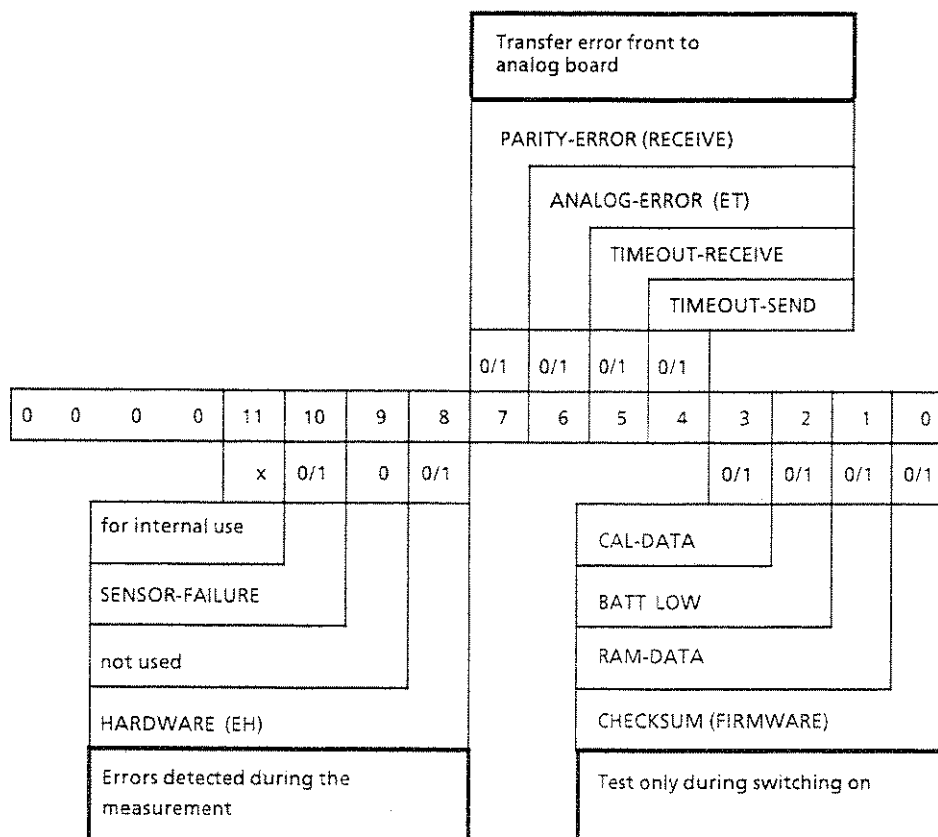 Transfer error front to
analog board
PARITY-ERROR (RECEIVE)
ANALOG-ERROR (ET)
TIMEOUT-RECEIVE
TIMEOUT-SEND
0/1 0/1 0/1 0/1
0 0 0 0 11 10 9 8 7 6 5 4 3 2 1 0
x 0/1 0 0/1 0/1 0/1 0/1 0/1
for internal use
SENSOR-FAILURE
not used
HARDWARE (EH)
Errors detected during the
measurement
CAL-DATA
BATT LOW
RAM-DATA
CHECKSUM (FIRMWARE)
Test only during switching on